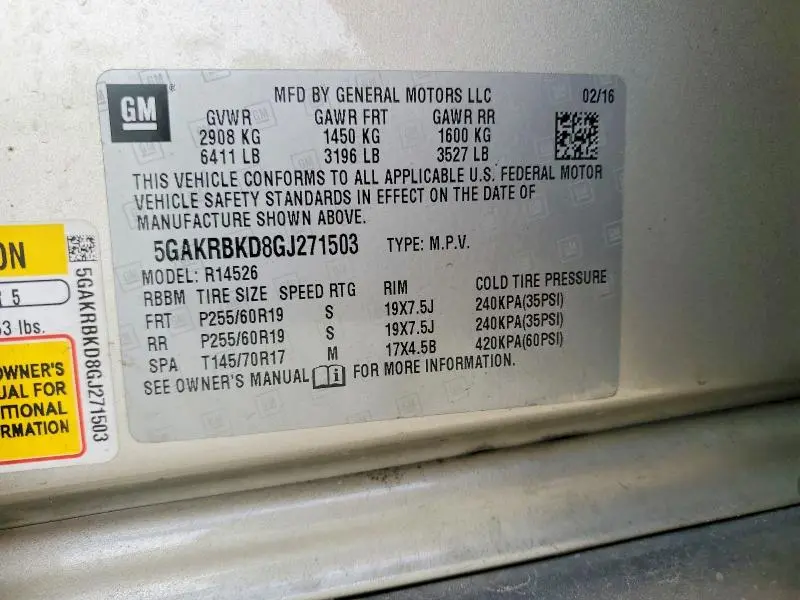 GM
MFD BY GENERAL MOTORS LLC 02/16
GVWR GAWR FRT GAWR RR
2908 KG 1450 KG 1600 KG
6411 LB 3196 LB 3527 LB
THIS VEHICLE CONFORMS TO ALL APPLICABLE U.S. FEDERAL MOTOR
VEHICLE SAFETY STANDARDS IN EFFECT ON THE DATE OF
MANUFACTURE SHOWN ABOVE.
5GAKRBKD8GJ271503 TYPE: M.P.V.
MODEL: R14526
RBBM TIRE SIZE SPEED RTG RIM COLD TIRE PRESSURE
FRT P255/60R19 S 19X7.5J 240KPA(35PSI)
RR P255/60R19 S 19X7.5J 240KPA(35PSI)
SPA T145/70R17 M 17X4.5B 420KPA(60PSI)
SEE OWNER'S MANUAL i FOR MORE INFORMATION.
ON
5
53 lbs.
OWNER'S
UAL FOR
ITIONAL
RMATION
5GAKRBKD8GJ271503